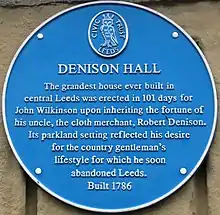 CIVIC TRUST
LEEDS
DENISON HALL
The grandest house ever built in
central Leeds was erected in 101 days for
John Wilkinson upon inheriting the fortune of
his uncle, the cloth merchant, Robert Denison.
Its parkland setting reflected his desire
for the country gentleman's
lifestyle for which he soon
abandoned Leeds.
Built 1786